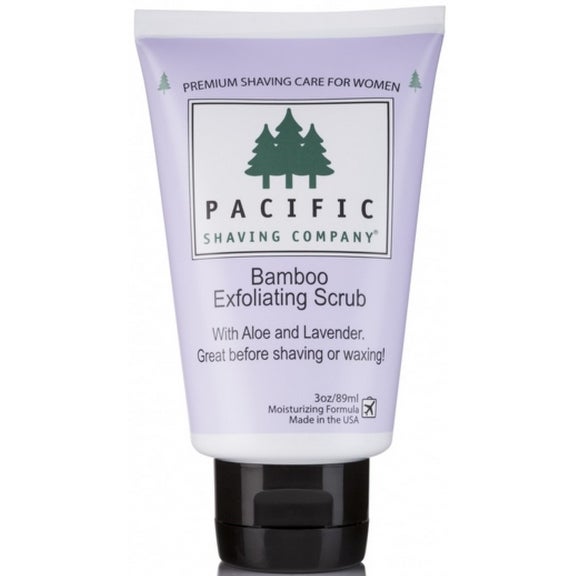 PREMIUM SHAVING CARE FOR WOMEN
PACIFIC
SHAVING COMPANY®
Bamboo
Exfoliating Scrub
With Aloe and Lavender.
Great before shaving or waxing!
3oz/89ml
Moisturizing Formula
Made in the USA